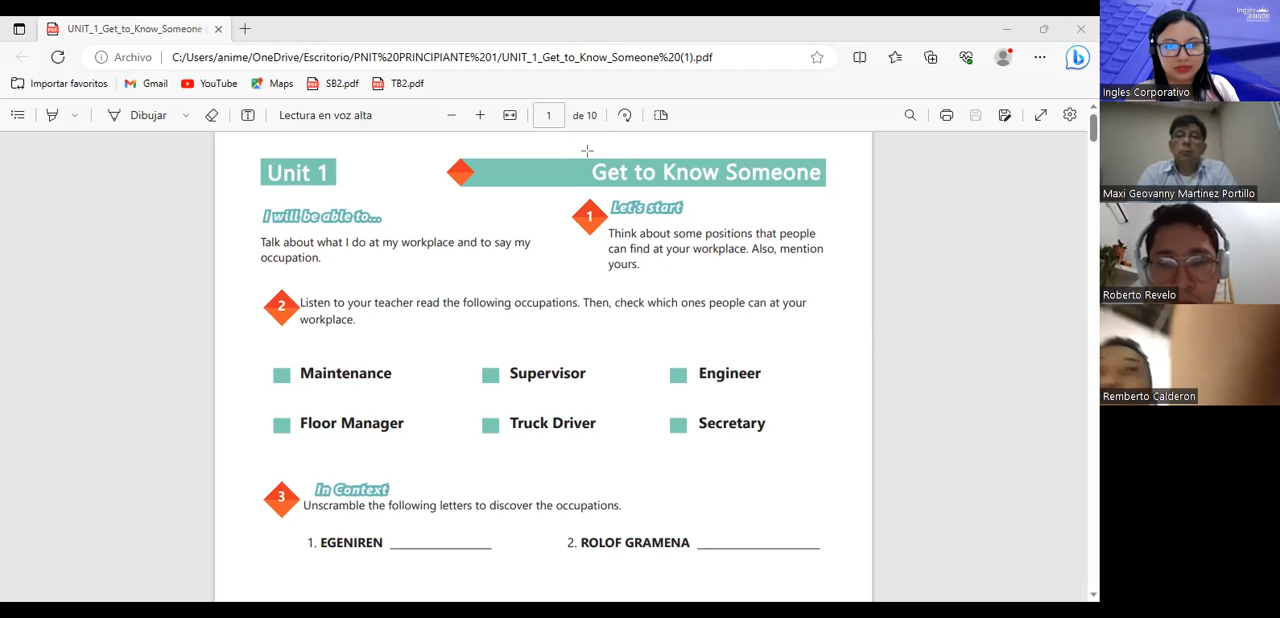 UNIT_1_Get_to_Know_Someone
Archivo
C:/Users/anime/OneDrive/Escritorio/PNIT%20PRINCIPIANTE%201/UNIT_1_Get_to_Know_Someone%20(1).pdf
Importar favoritos
Gmail
YouTube
Maps
SB2.pdf
TB2.pdf
Dibujar
Lectura en voz alta
1
de 10
Unit 1
Get to Know Someone
I will be able to...
Talk about what I do at my workplace and to say my
occupation.
1
Let's start
Think about some positions that people
can find at your workplace. Also, mention
yours.
2
Listen to your teacher read the following occupations. Then, check which ones people can at your
workplace.
Maintenance
Supervisor
Engineer
Floor Manager
Truck Driver
Secretary
3
In Context
Unscramble the following letters to discover the occupations.
1. EGENIREN ______________
2. ROLOF GRAMENA _________________
Ingles Corporativo
Maxi Geovanny Martinez Portillo
Roberto Revelo
Remberto Calderon